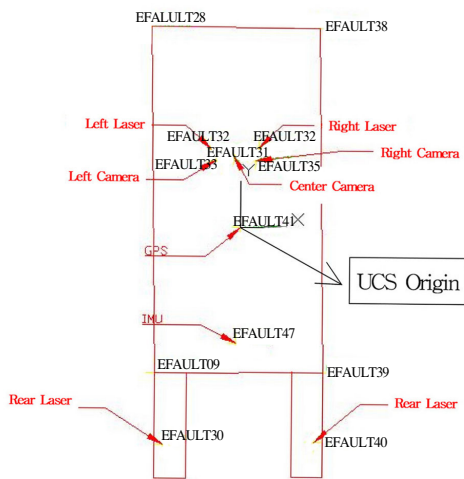 EFALULT28
EFAULT38
Left Laser
EFAULT32
EFAULT32
Right Laser
EFAULT31
EFAULT33
Y
EFAULT35
Right Camera
Left Camera
Center Camera
EFAULT41
X
GPS
UCS Origin
IMU
EFAULT47
EFAULT09
EFAULT39
Rear Laser
Rear Laser
EFAULT30
EFAULT40